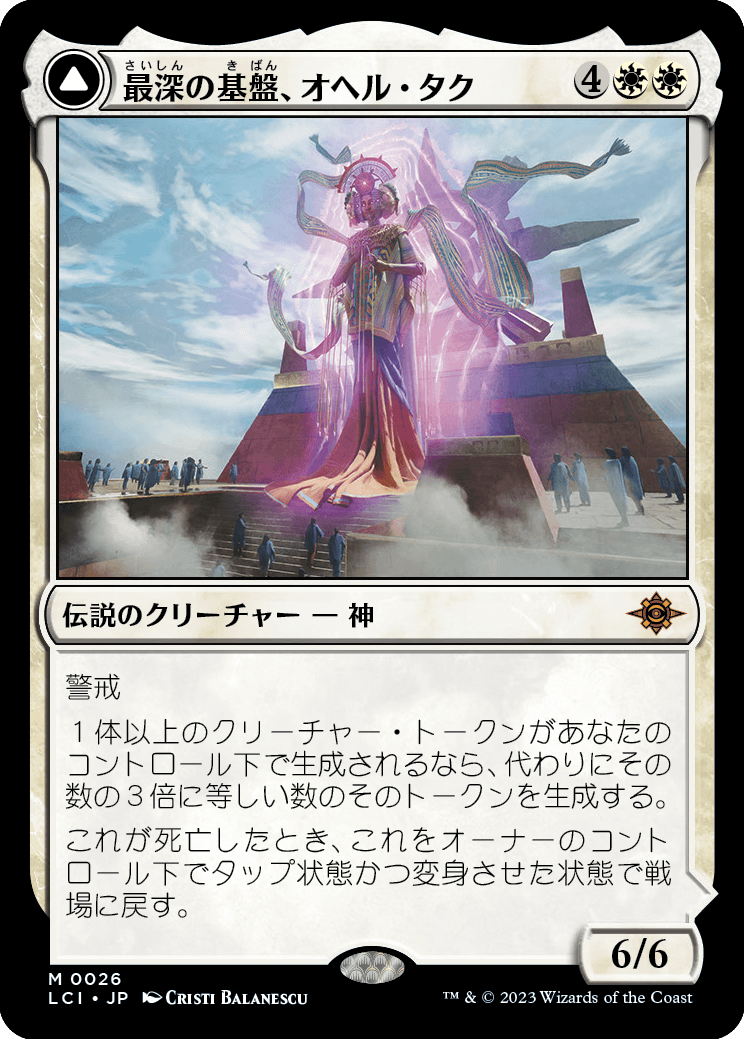 最深の基盤、オヘル・タク 4
さいしん きばん
伝説のクリーチャー — 神
警戒
1体以上のクリーチャー・トークンがあなたの
コントロール下で生成されるなら、代わりにその
数の3倍に等しい数のそのトークンを生成する。
これが死亡したとき、これをオーナーのコント
ロール下でタップ状態かつ変身させた状態で戦
場に戻す。
6/6
M 0026
LCI • JP Cristi Balanescu
™ & © 2023 Wizards of the Coast